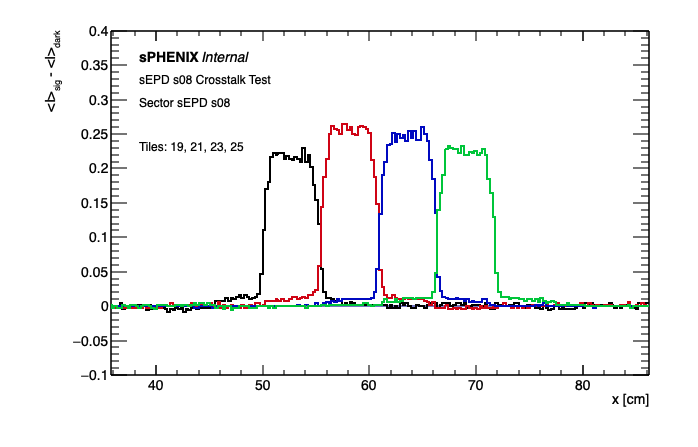 0.4
0.35
0.3
0.25
0.2
0.15
0.1
0.05
0
−0.05
−0.1
<I>sig - <I>dark
sPHENIX Internal
sEPD s08 Crosstalk Test
Sector sEPD s08
Tiles: 19, 21, 23, 25
40 50 60 70 80
x [cm]